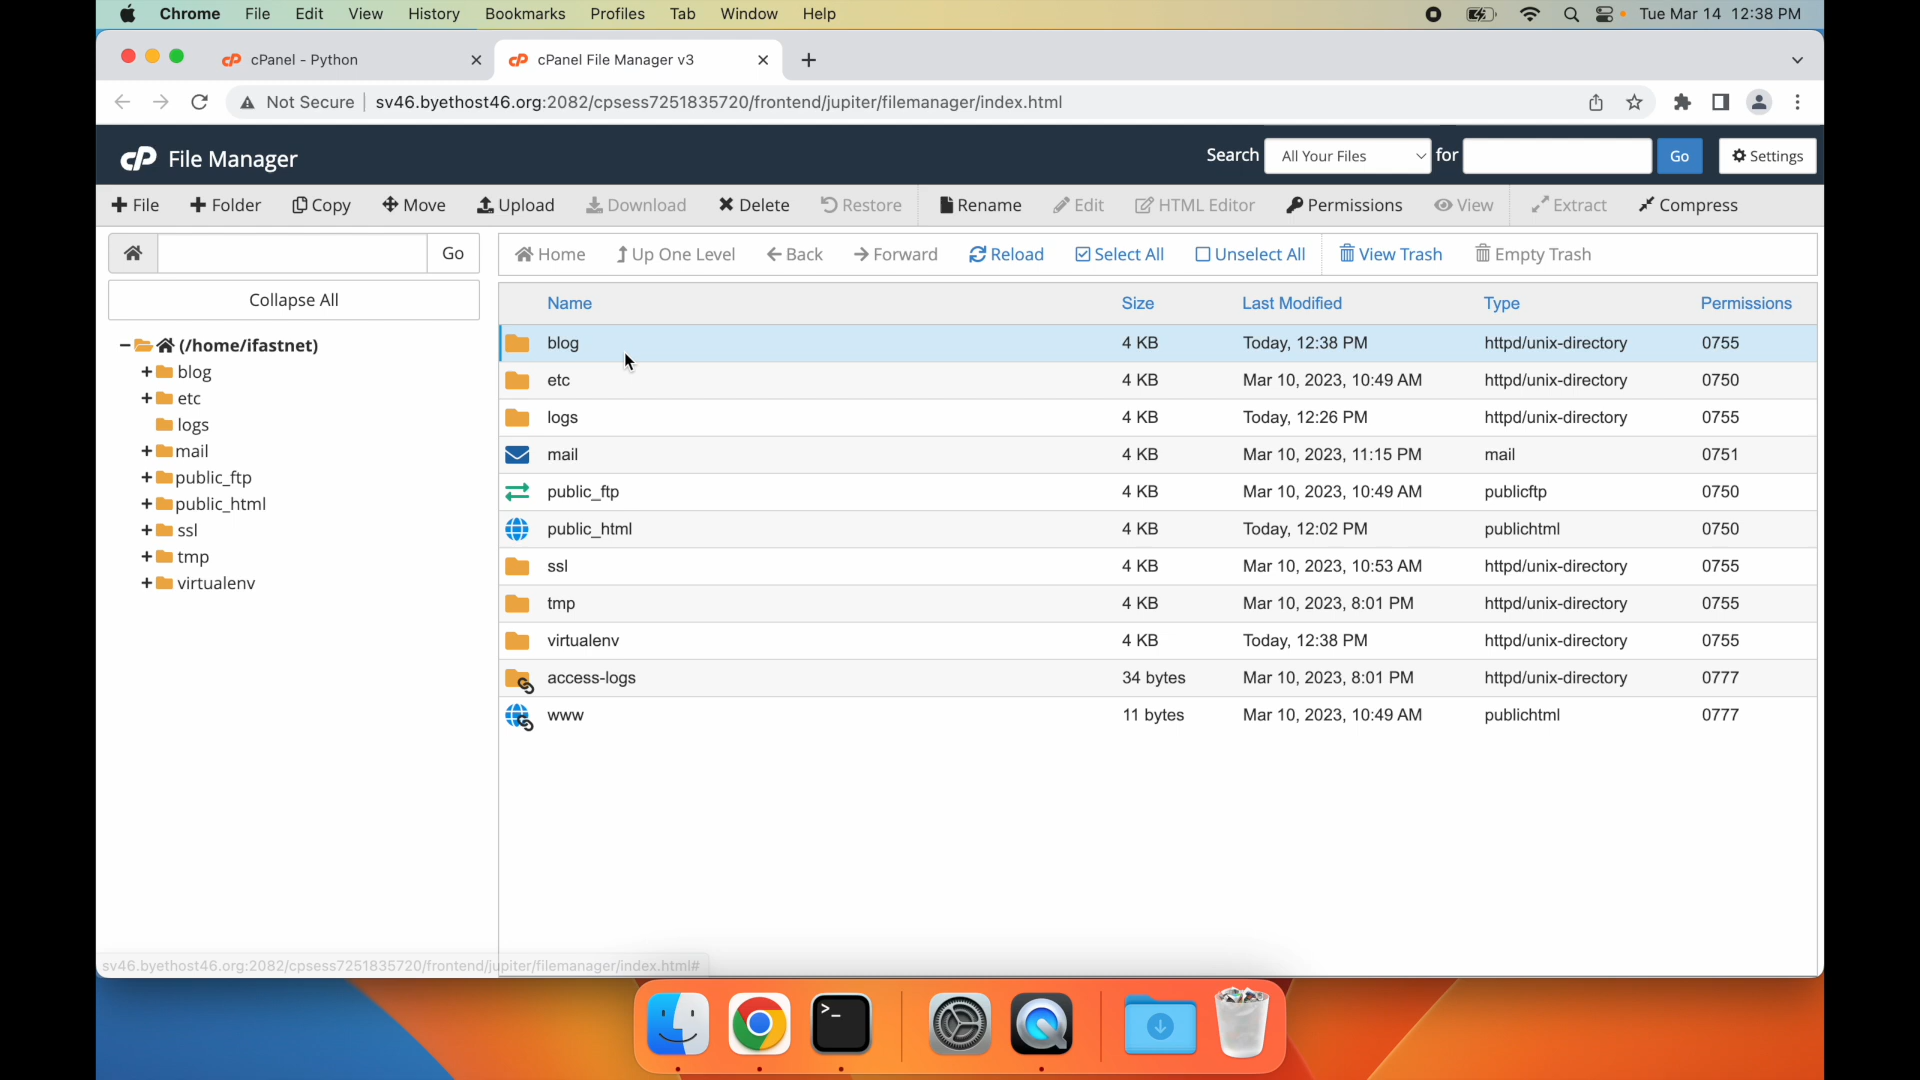 Chrome File Edit View History Bookmarks Profiles Tab Window Help Tue Mar 14 12:38 PM
cPanel - Python cPanel File Manager v3
Not Secure sv46.byethost46.org:2082/cpsess7251835720/frontend/jupiter/filemanager/index.html
cP File Manager Search All Your Files for Go Settings
File Folder Copy Move Upload Download Delete Restore Rename Edit HTML Editor Permissions View Extract Compress
Go Home Up One Level Back Forward Reload Select All Unselect All View Trash Empty Trash
Collapse All
(/home/ifastnet)
blog
etc
logs
mail
public_ftp
public_html
ssl
tmp
virtualenv
Name Size Last Modified Type Permissions
blog 4 KB Today, 12:38 PM httpd/unix-directory 0755
etc 4 KB Mar 10, 2023, 10:49 AM httpd/unix-directory 0750
logs 4 KB Today, 12:26 PM httpd/unix-directory 0755
mail 4 KB Mar 10, 2023, 11:15 PM mail 0751
public_ftp 4 KB Mar 10, 2023, 10:49 AM publicftp 0750
public_html 4 KB Today, 12:02 PM publichtml 0750
ssl 4 KB Mar 10, 2023, 10:53 AM httpd/unix-directory 0755
tmp 4 KB Mar 10, 2023, 8:01 PM httpd/unix-directory 0755
virtualenv 4 KB Today, 12:38 PM httpd/unix-directory 0755
access-logs 34 bytes Mar 10, 2023, 8:01 PM httpd/unix-directory 0777
www 11 bytes Mar 10, 2023, 10:49 AM publichtml 0777
sv46.byethost46.org:2082/cpsess7251835720/frontend/jupiter/filemanager/index.html#